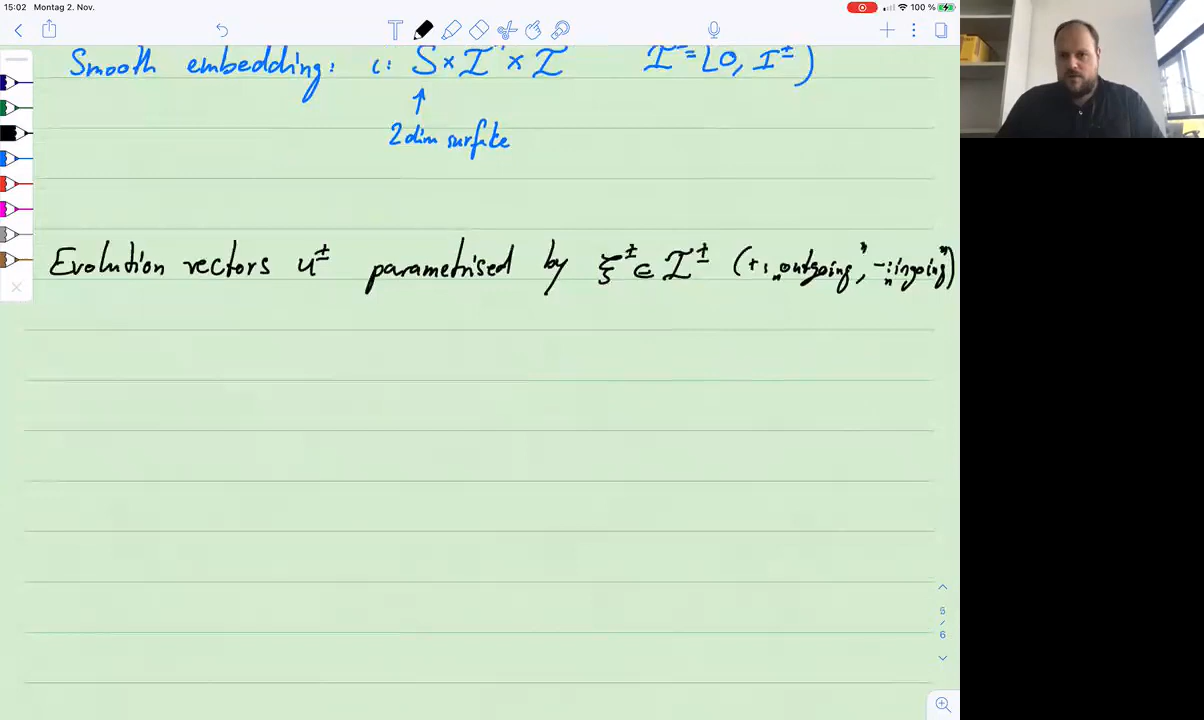 15:02 Montag 2. Nov. 100 %
Smooth embedding: ι: S × I⁺ × I⁻ I^± = [0, I^±)
↑
2 dim surface
Evolution vectors u^± parametrised by ξ^± ∈ I^± (+: „outgoing“, −: „ingoing“)
5
/
6